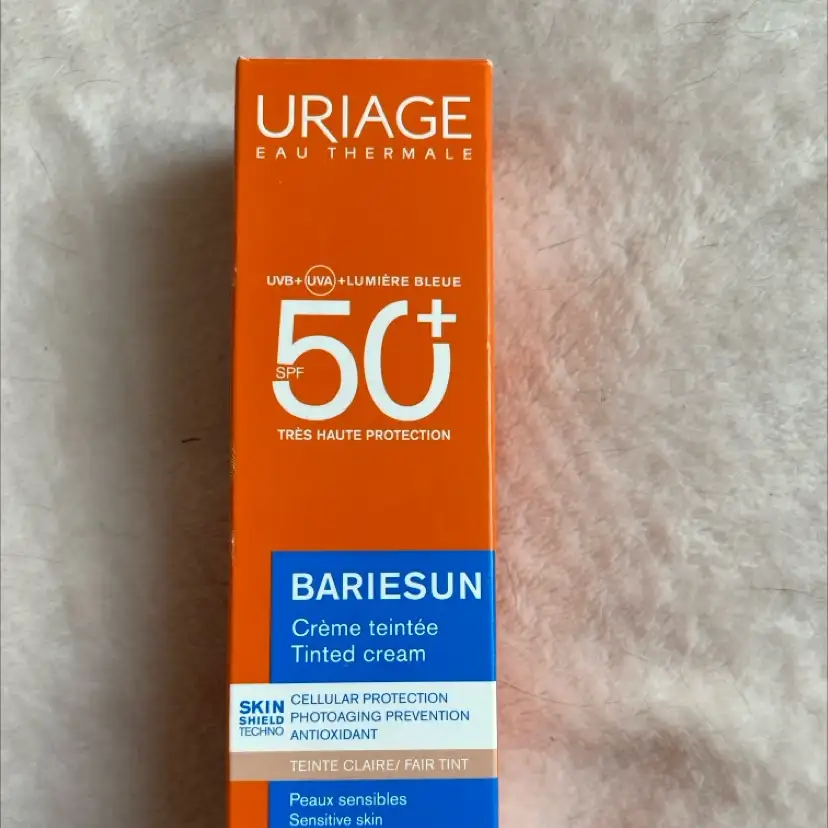 URIAGE
EAU THERMALE
UVB+ UVA +LUMIÈRE BLEUE
50+
SPF
TRÈS HAUTE PROTECTION
BARIESUN
Crème teintée
Tinted cream
SKIN
SHIELD
TECHNO
CELLULAR PROTECTION
PHOTOAGING PREVENTION
ANTIOXIDANT
TEINTE CLAIRE/ FAIR TINT
Peaux sensibles
Sensitive skin